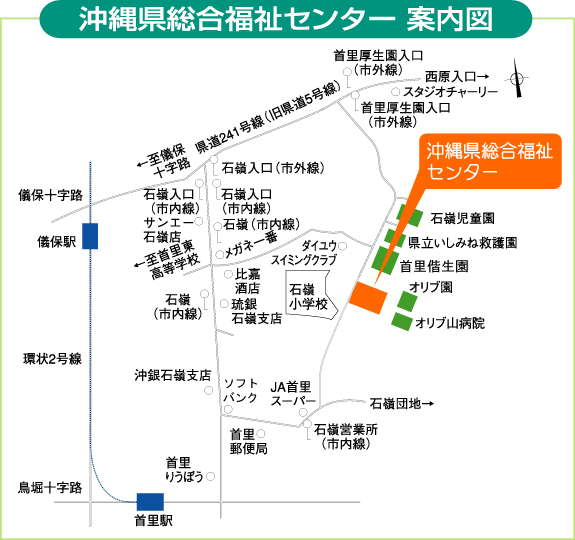 沖縄県総合福祉センター 案内図
首里厚生園入口
(市外線)
西原入口→
スタジオチャーリー
首里厚生園入口
(市外線)
県道241号線(旧県道5号線)
←至儀保
十字路
石嶺入口(市外線)
沖縄県総合福祉
センター
儀保十字路
石嶺入口
(市内線)
石嶺入口
(市内線)
サンエー
石嶺店
石嶺(市内線)
石嶺児童園
儀保駅
メガネ一番
ダイユウ
スイミングクラブ
県立いしみね救護園
←至首里東
高等学校
首里偕生園
比嘉
酒店
石嶺
小学校
オリブ園
石嶺
(市内線)
琉銀
石嶺支店
オリブ山病院
環状2号線
沖銀石嶺支店
ソフト
バンク
JA首里
スーパー
石嶺団地→
首里
郵便局
石嶺営業所
(市内線)
首里
りうぼう
鳥堀十字路
首里駅